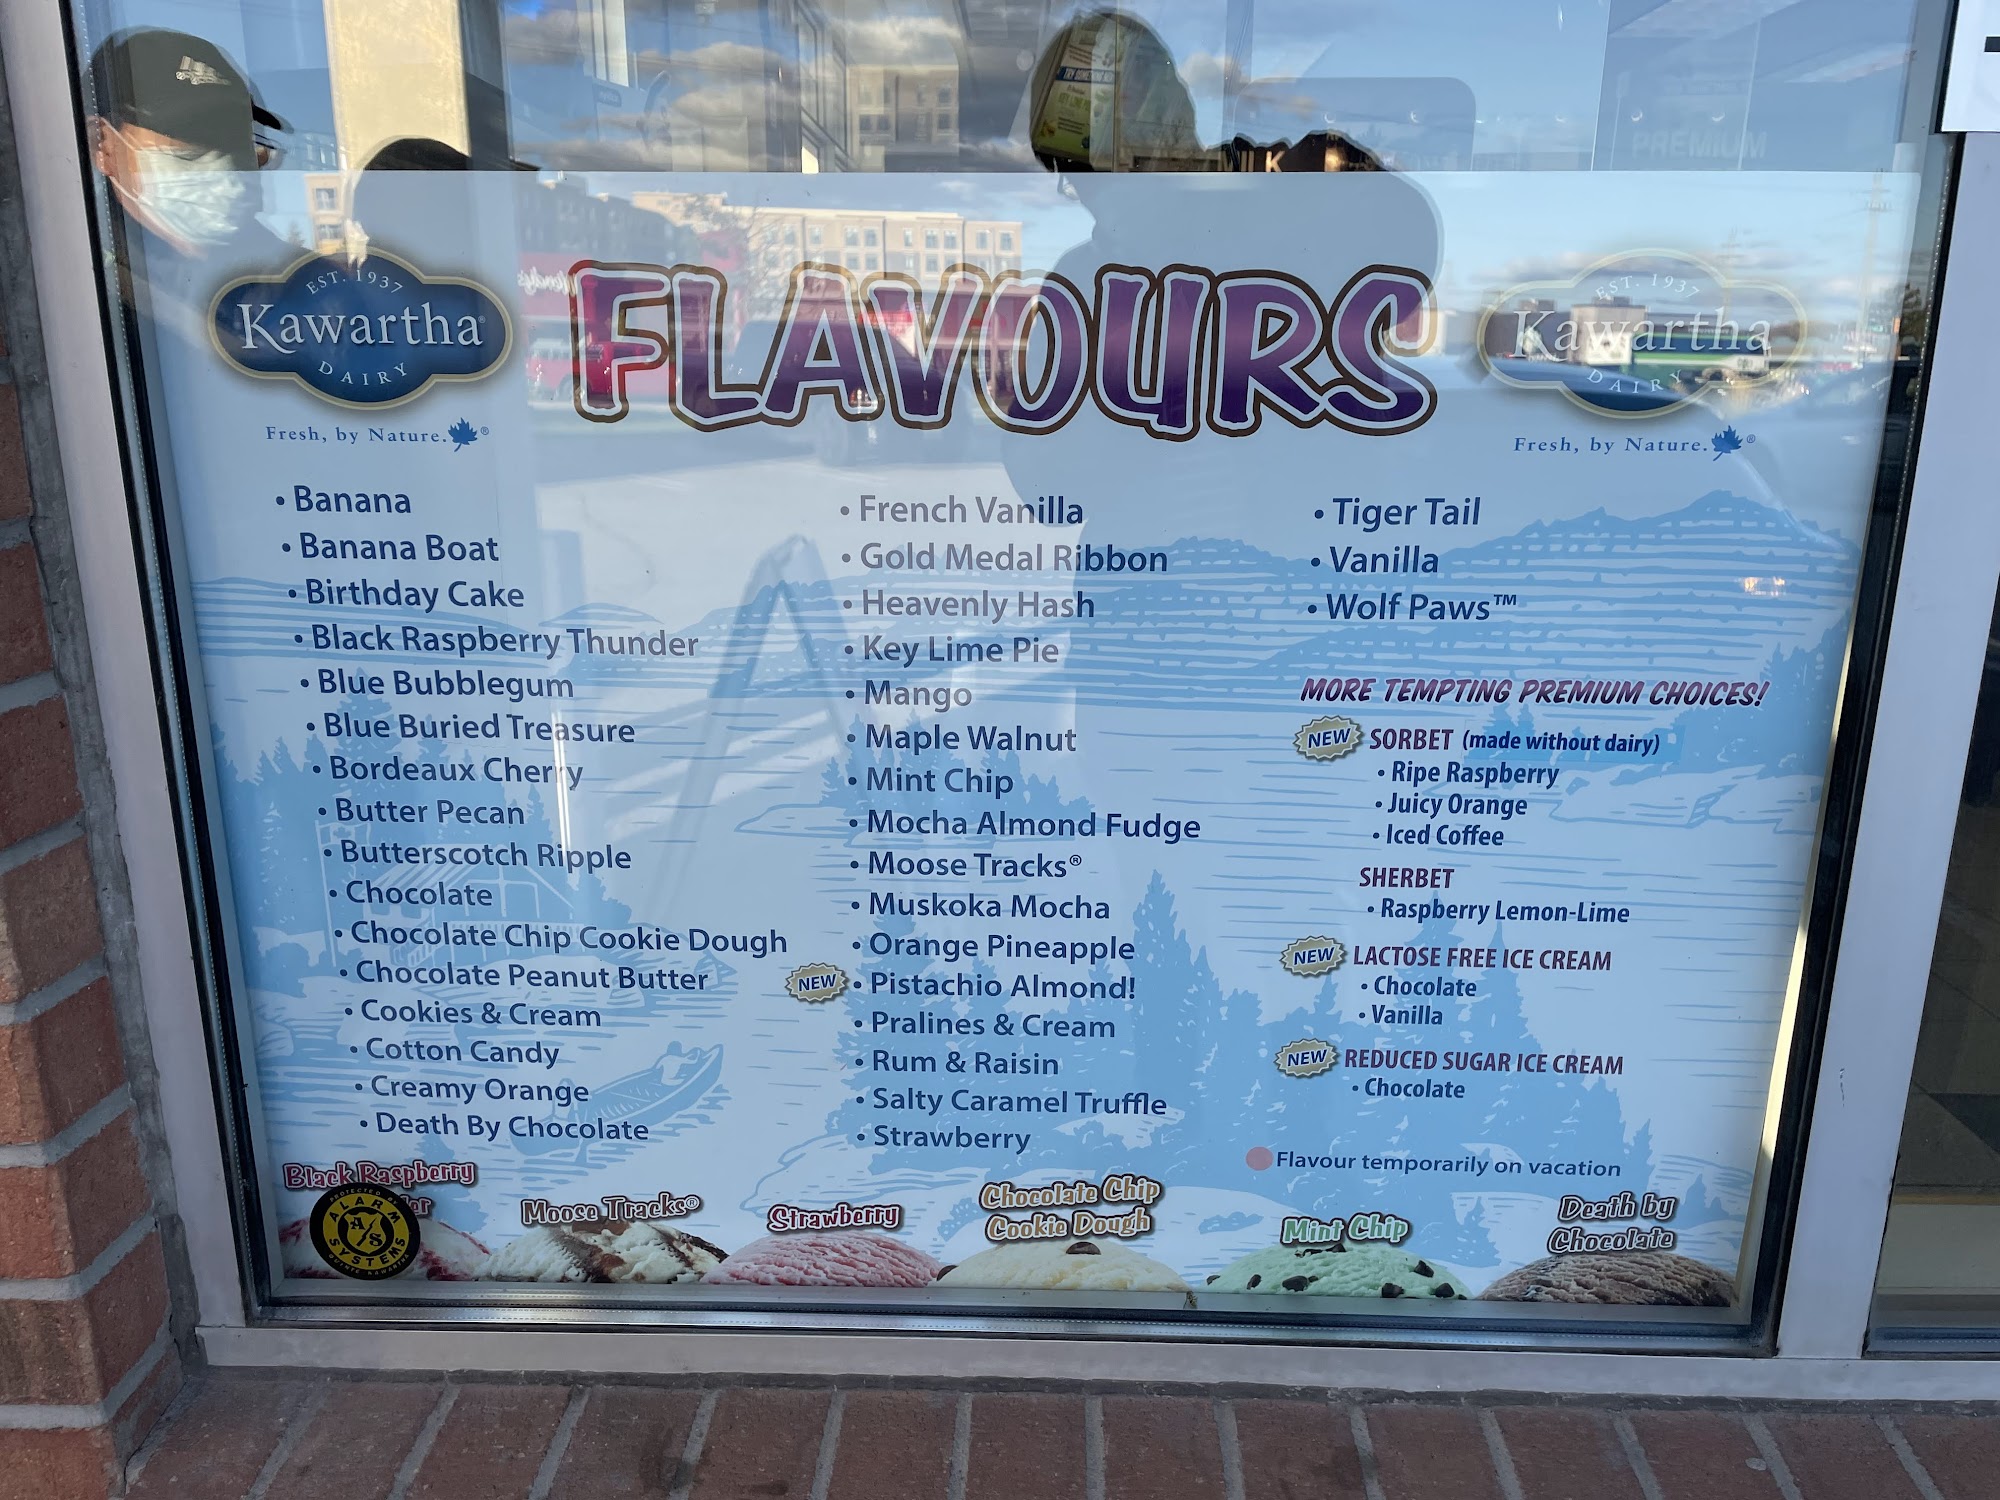 EST. 1937
Kawartha®
DAIRY
Fresh, by Nature.®
FLAVOURS
EST. 1937
Kawartha
DAIRY
Fresh, by Nature.®
• Banana
• Banana Boat
• Birthday Cake
• Black Raspberry Thunder
• Blue Bubblegum
• Blue Buried Treasure
• Bordeaux Cherry
• Butter Pecan
• Butterscotch Ripple
• Chocolate
• Chocolate Chip Cookie Dough
• Chocolate Peanut Butter
• Cookies & Cream
• Cotton Candy
• Creamy Orange
• Death By Chocolate
• French Vanilla
• Gold Medal Ribbon
• Heavenly Hash
• Key Lime Pie
• Mango
• Maple Walnut
• Mint Chip
• Mocha Almond Fudge
• Moose Tracks®
• Muskoka Mocha
• Orange Pineapple
NEW • Pistachio Almond!
• Pralines & Cream
• Rum & Raisin
• Salty Caramel Truffle
• Strawberry
• Tiger Tail
• Vanilla
• Wolf Paws™
MORE TEMPTING PREMIUM CHOICES!
NEW SORBET (made without dairy)
• Ripe Raspberry
• Juicy Orange
• Iced Coffee
SHERBET
• Raspberry Lemon-Lime
NEW LACTOSE FREE ICE CREAM
• Chocolate
• Vanilla
NEW REDUCED SUGAR ICE CREAM
• Chocolate
Flavour temporarily on vacation
Black Raspberry
Moose Tracks®
Strawberry
Chocolate Chip
Cookie Dough
Mint Chip
Death by
Chocolate
PROTECTED BY
ALARM
A/S
SYSTEMS
PREMIUM
TRY SOMETHING NEW
Wendy's